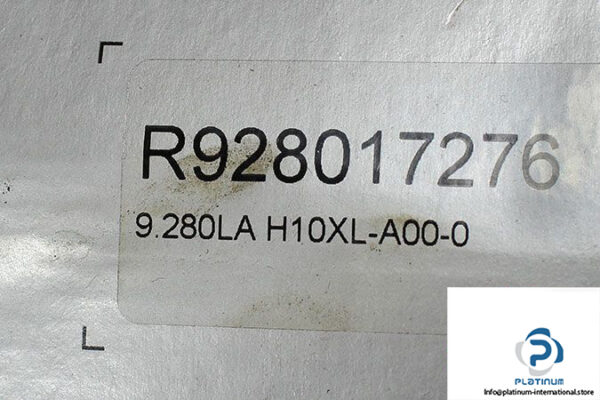 R928017276
9.280LA H10XL-A00-0
PLATINUM
Info@platinum-international.store